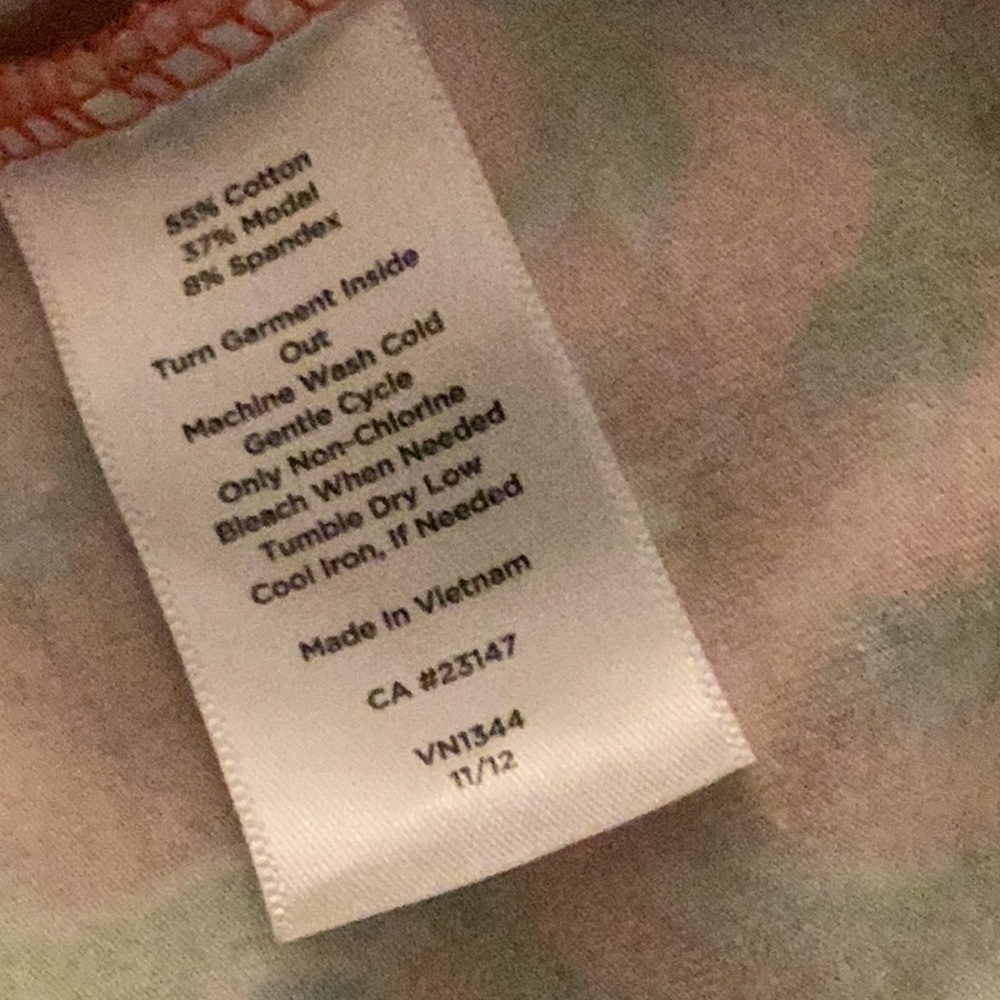 55% Cotton
37% Modal
8% Spandex
Turn Garment Inside
Out
Machine Wash Cold
Gentle Cycle
Only Non-Chlorine
Bleach When Needed
Tumble Dry Low
Cool Iron, If Needed
Made In Vietnam
CA #23147
VN1344
11/12